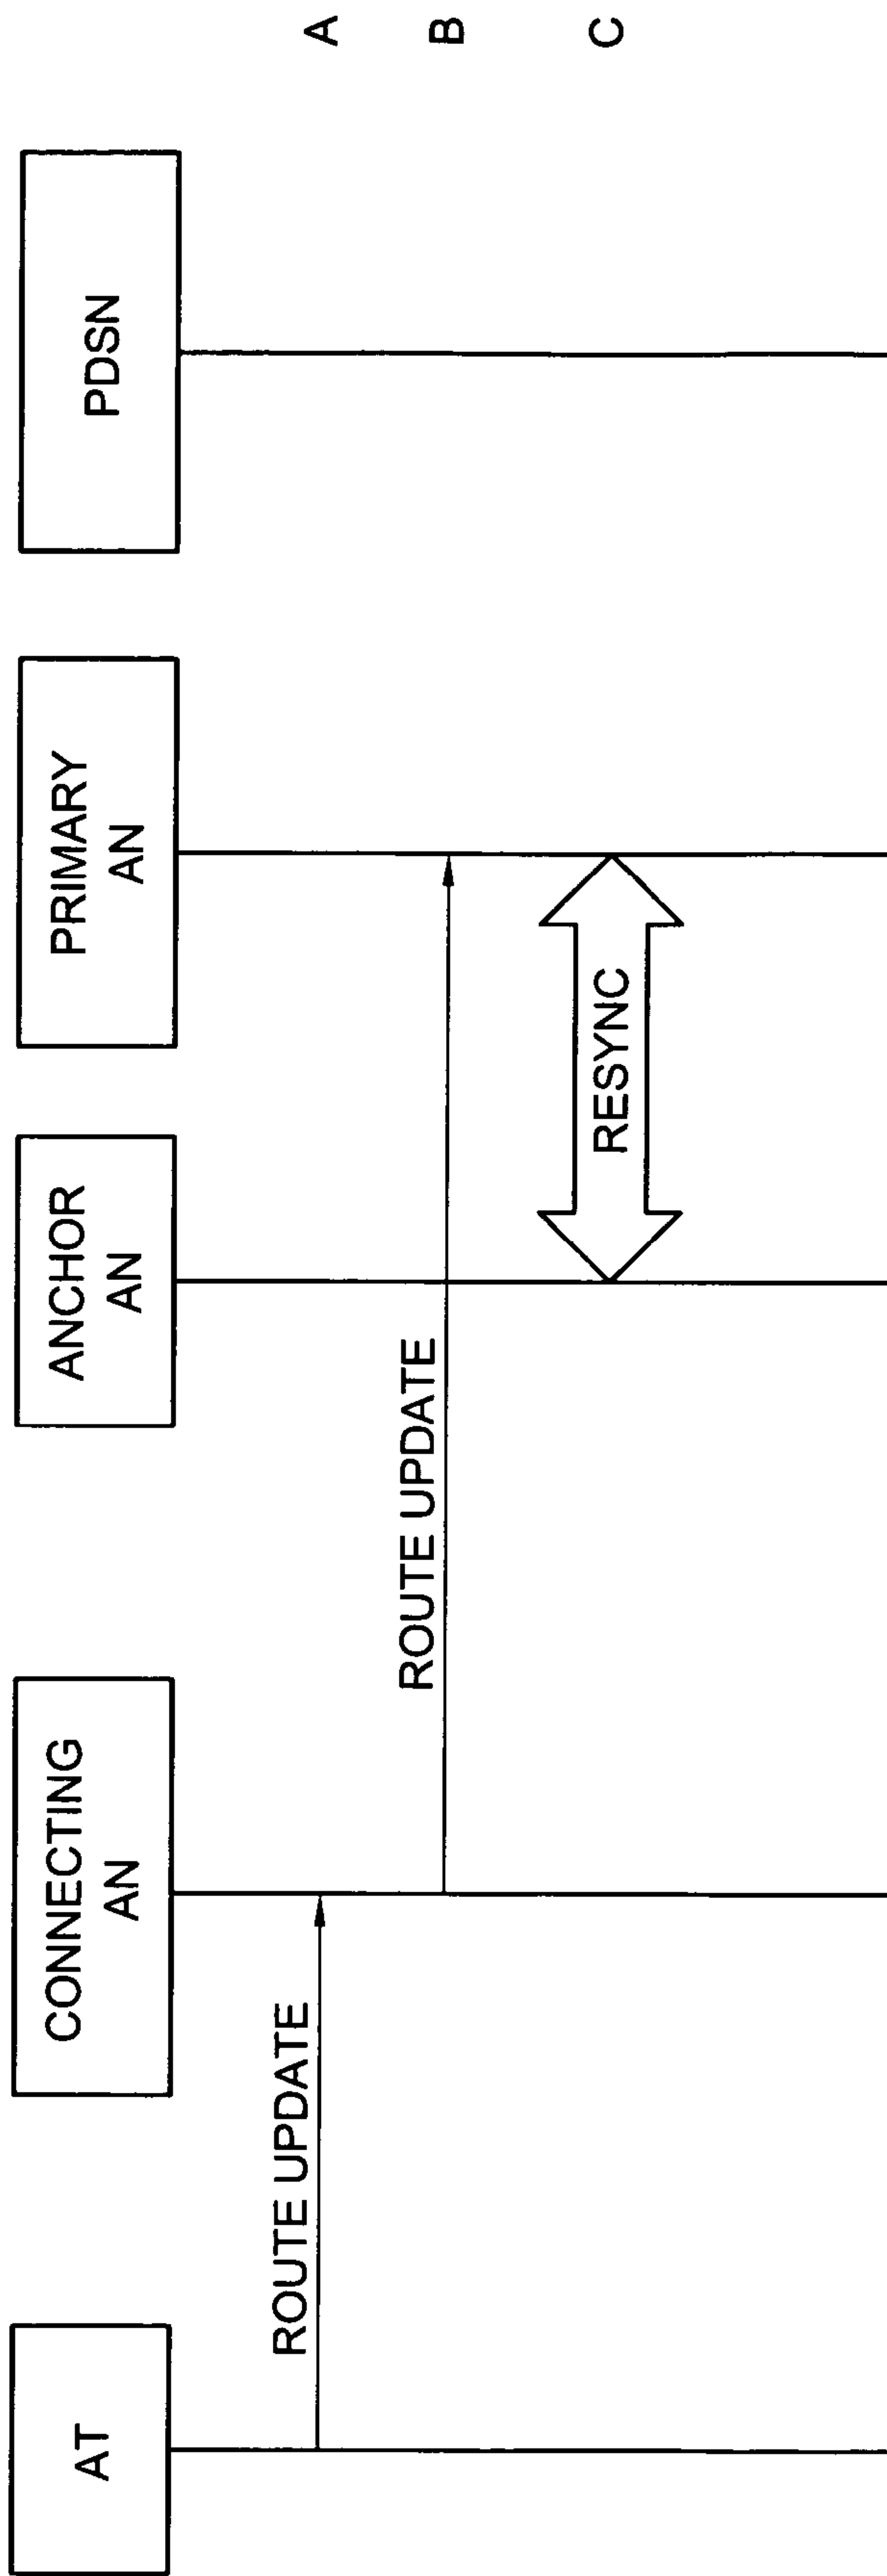 AT
CONNECTING
AN
ANCHOR
AN
PRIMARY
AN
PDSN
ROUTE UPDATE
A
ROUTE UPDATE
B
RESYNC
C